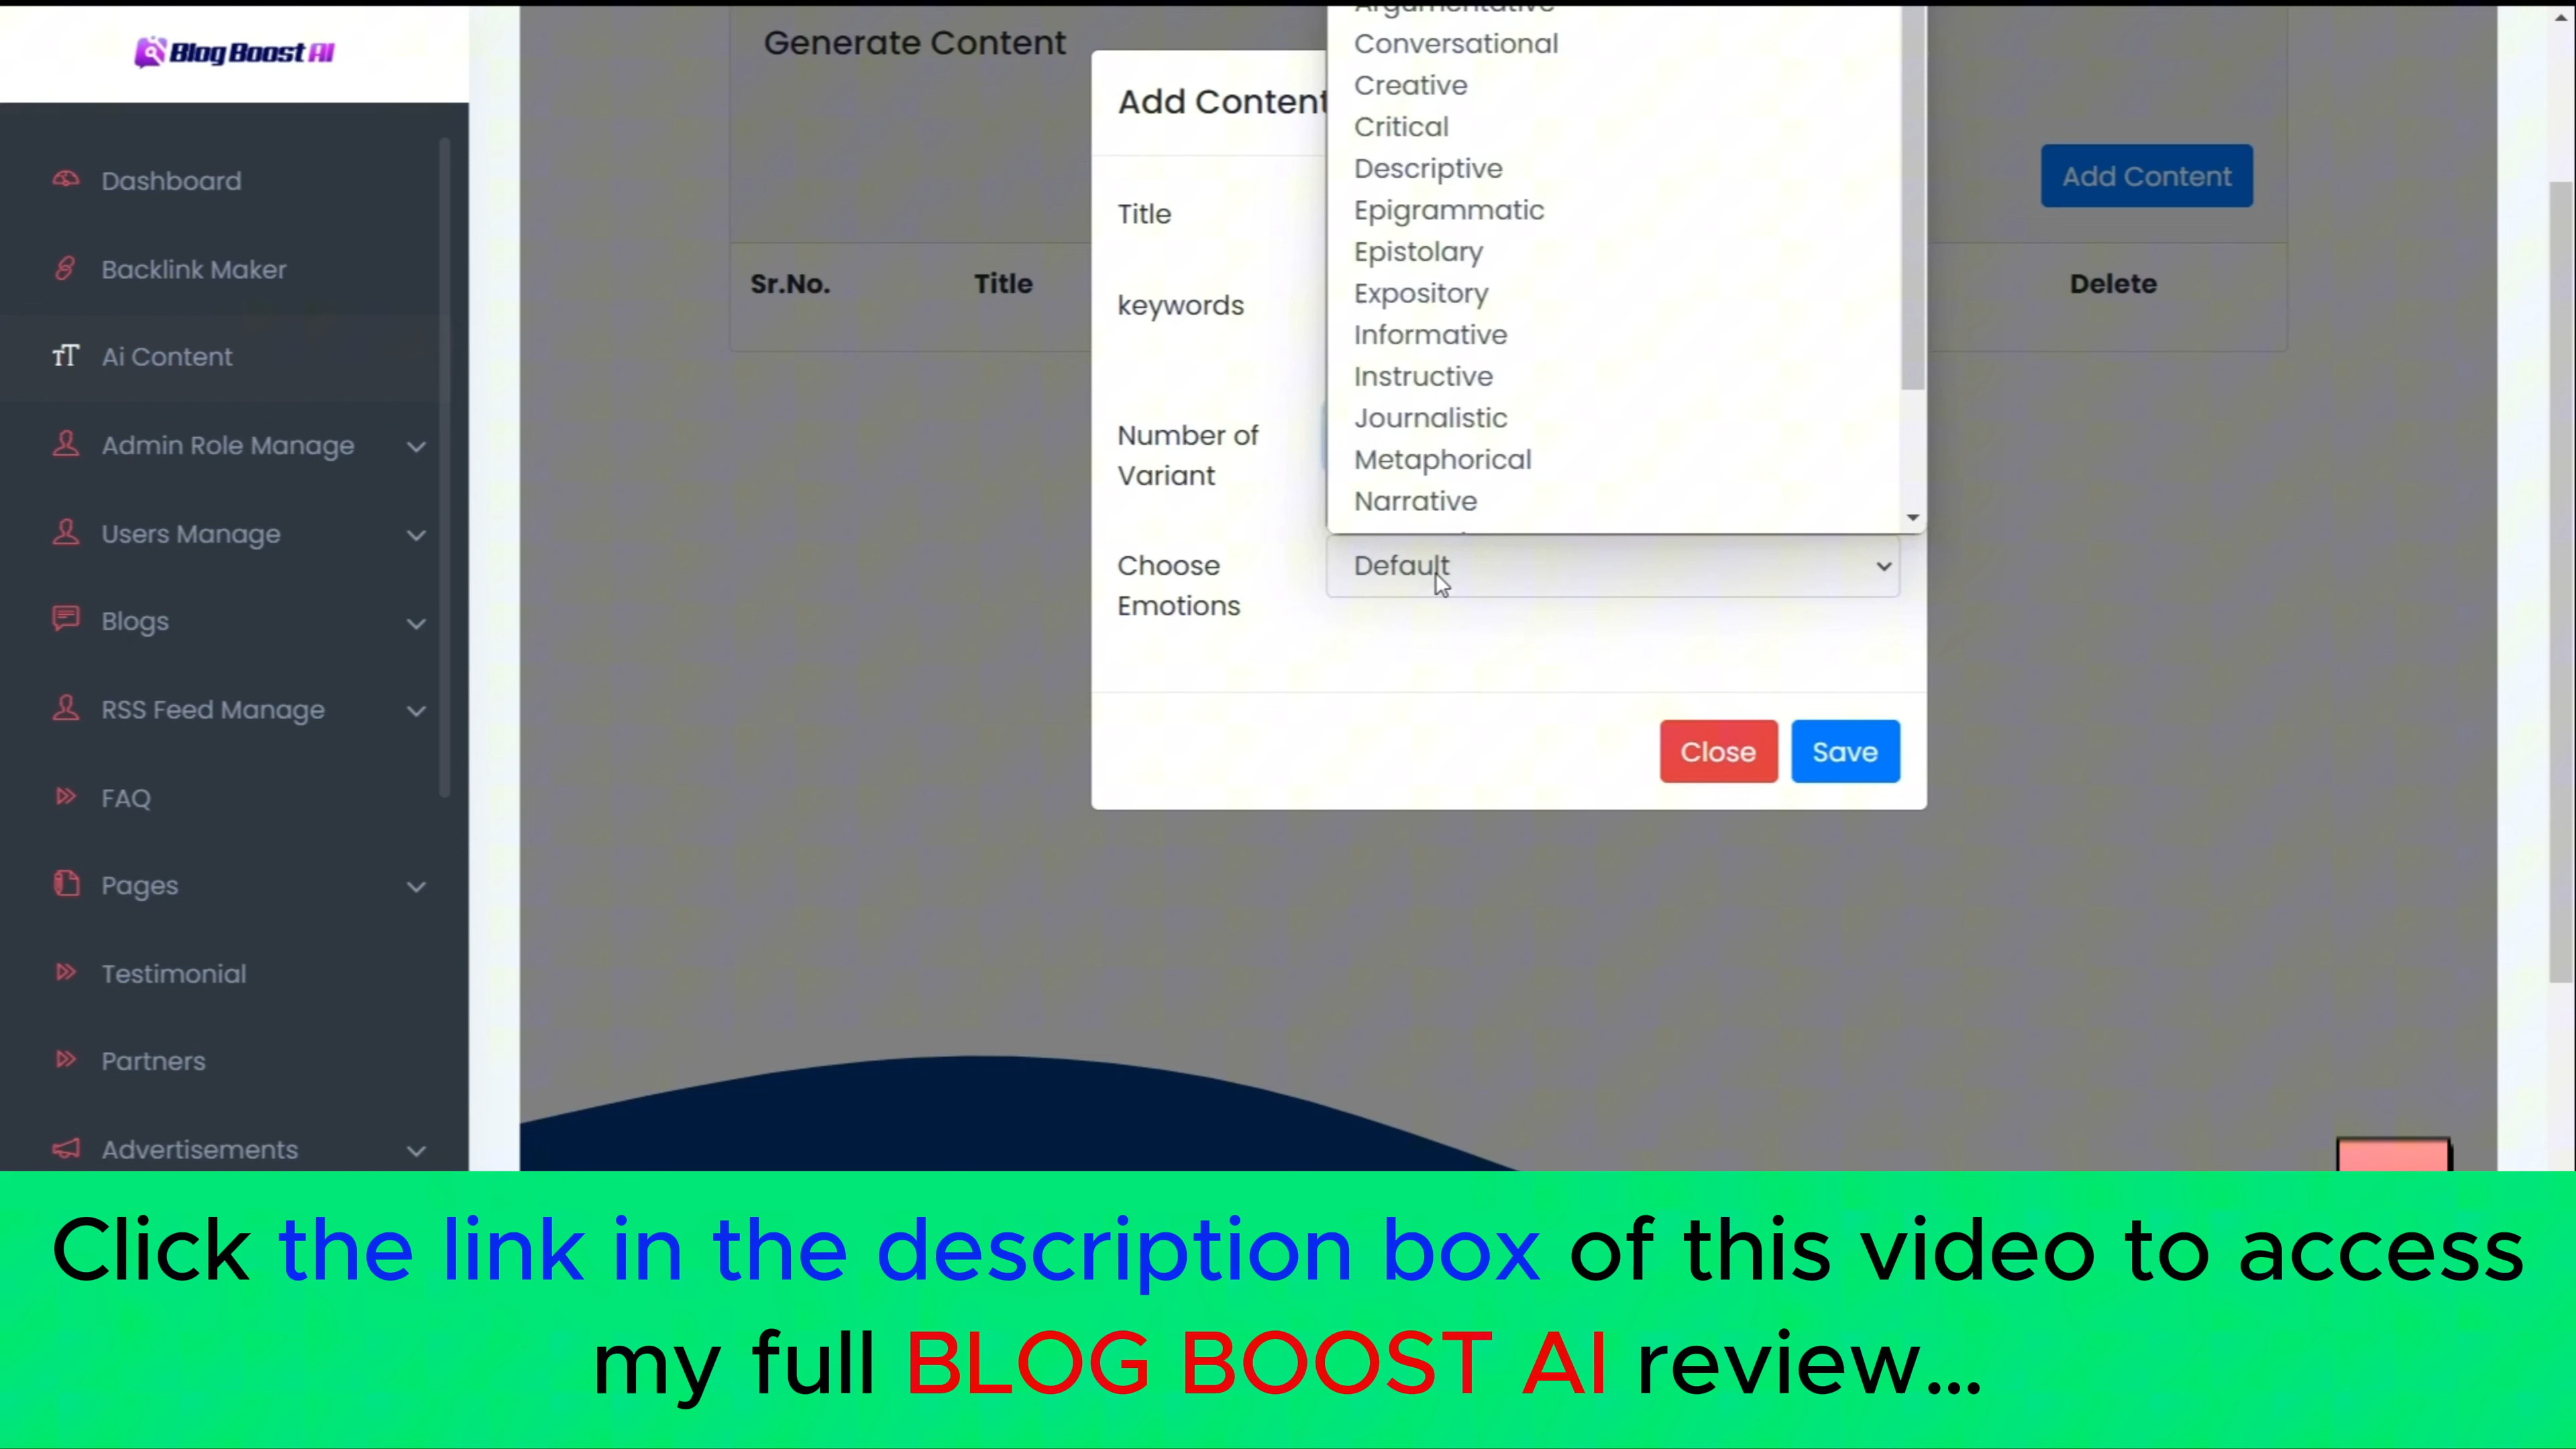 Blog Boost AI
Dashboard
Backlink Maker
Ai Content
Admin Role Manage
Users Manage
Blogs
RSS Feed Manage
FAQ
Pages
Testimonial
Partners
Advertisements
Generate Content
Add Content
Sr.No.
Title
Delete
Add Content
Title
keywords
Number of
Variant
Choose
Emotions
Argumentative
Conversational
Creative
Critical
Descriptive
Epigrammatic
Epistolary
Expository
Informative
Instructive
Journalistic
Metaphorical
Narrative
Default
Close
Save
Click the link in the description box of this video to access
my full BLOG BOOST AI review...